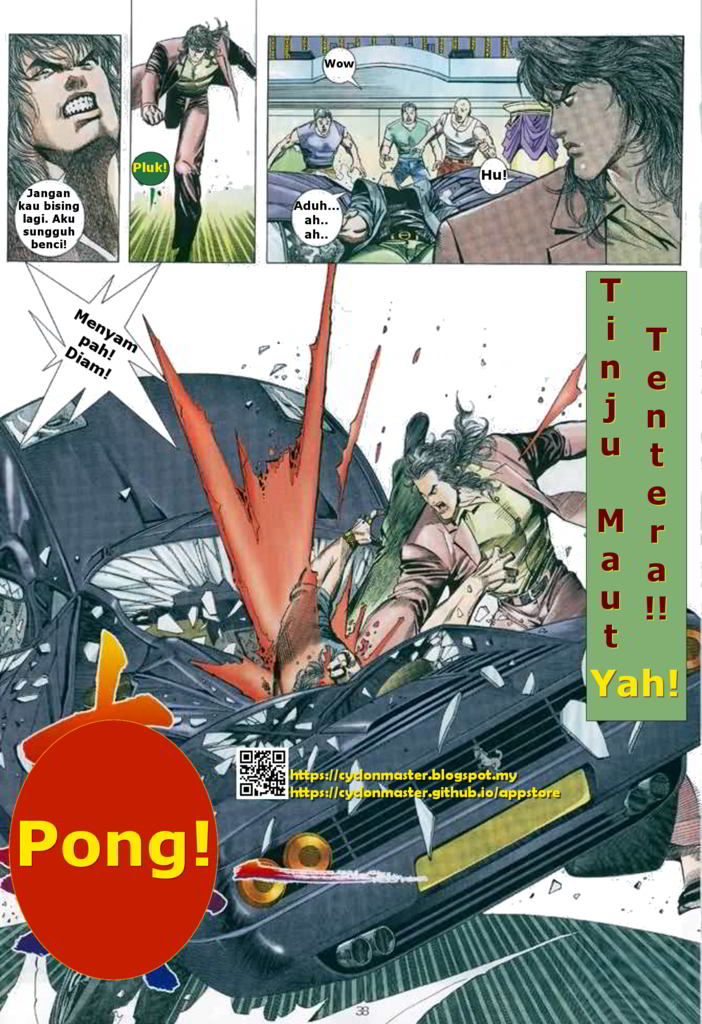 Jangan
kau bising
lagi. Aku
sungguh
benci!
Pluk!
Wow
Aduh...
ah..
ah..
Hu!
Menyam
pah!
Diam!
Tinju Maut
Tentera!!
Yah!
https://cyclonmaster.blogspot.my
https://cyclonmaster.github.io/appstore
Pong!
38